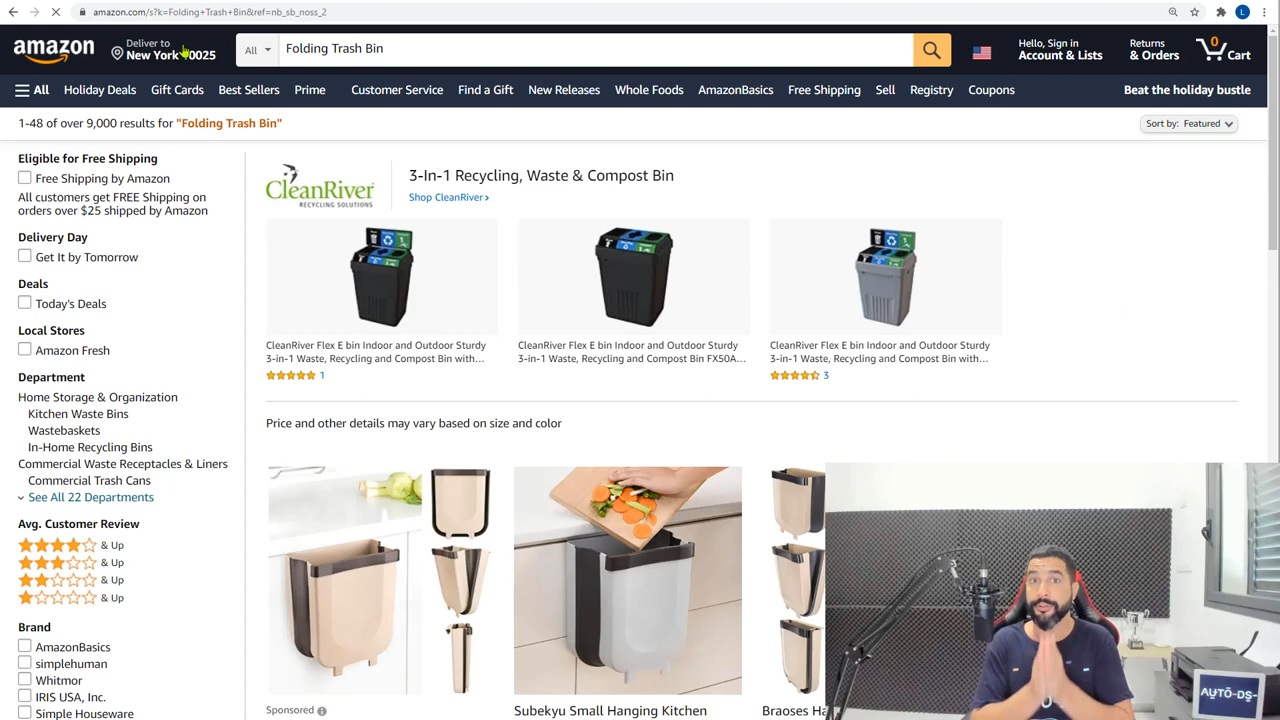 amazon.com/s?k=Folding+Trash+Bin&ref=nb_sb_noss_2
L
amazon
Deliver to
New York 10025
All
Folding Trash Bin
Hello, Sign in
Account & Lists
Returns
& Orders
0
Cart
All
Holiday Deals
Gift Cards
Best Sellers
Prime
Customer Service
Find a Gift
New Releases
Whole Foods
AmazonBasics
Free Shipping
Sell
Registry
Coupons
Beat the holiday bustle
1-48 of over 9,000 results for "Folding Trash Bin"
Sort by: Featured
Eligible for Free Shipping
Free Shipping by Amazon
All customers get FREE Shipping on
orders over $25 shipped by Amazon
Delivery Day
Get It by Tomorrow
Deals
Today's Deals
Local Stores
Amazon Fresh
Department
Home Storage & Organization
Kitchen Waste Bins
Wastebaskets
In-Home Recycling Bins
Commercial Waste Receptacles & Liners
Commercial Trash Cans
See All 22 Departments
Avg. Customer Review
& Up
& Up
& Up
& Up
Brand
AmazonBasics
simplehuman
Whitmor
IRIS USA, Inc.
Simple Houseware
CleanRiver
RECYCLING SOLUTIONS
3-In-1 Recycling, Waste & Compost Bin
Shop CleanRiver ›
CleanRiver Flex E bin Indoor and Outdoor Sturdy
3-in-1 Waste, Recycling and Compost Bin with…
1
CleanRiver Flex E bin Indoor and Outdoor Sturdy
3-in-1 Waste, Recycling and Compost Bin FX50A…
CleanRiver Flex E bin Indoor and Outdoor Sturdy
3-in-1 Waste, Recycling and Compost Bin with…
3
Price and other details may vary based on size and color
Sponsored
Subekyu Small Hanging Kitchen
Braoses Ha
AUTO-DS